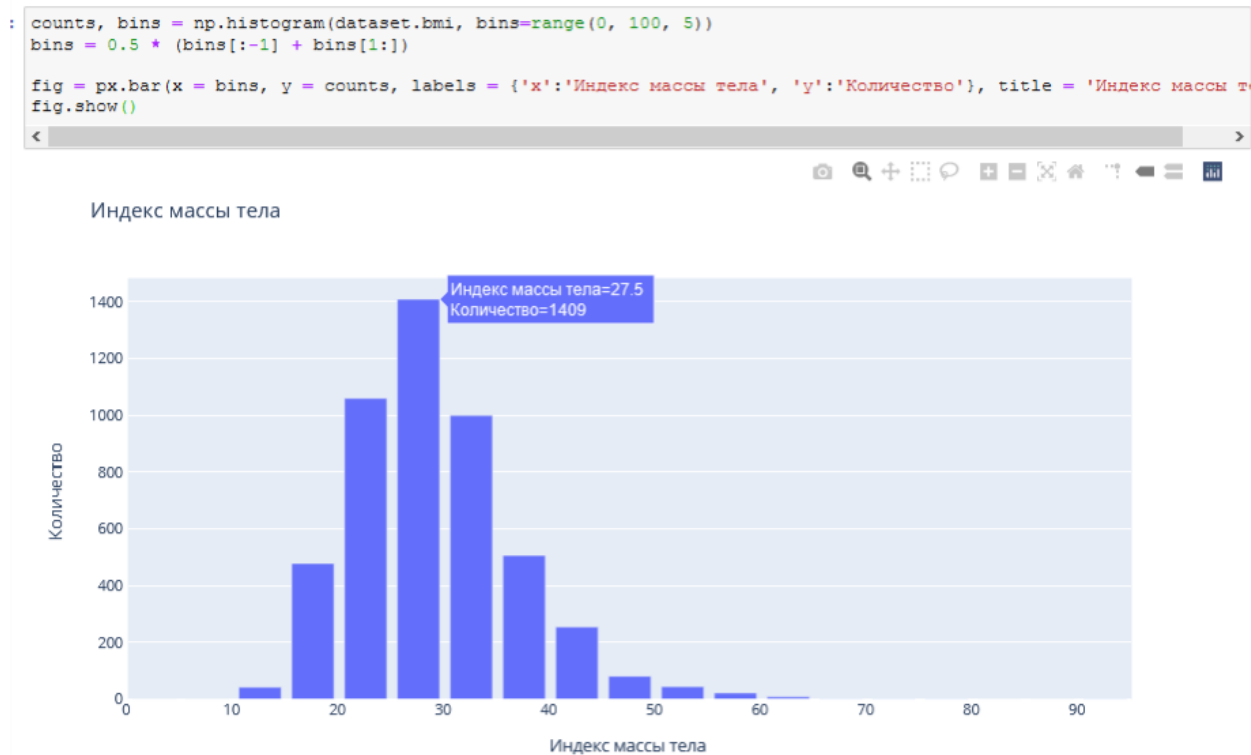 : counts, bins = np.histogram(dataset.bmi, bins=range(0, 100, 5))
bins = 0.5 * (bins[:-1] + bins[1:])
fig = px.bar(x = bins, y = counts, labels = {'x':'Индекс массы тела', 'y':'Количество'}, title = 'Индекс массы
fig.show()
Индекс массы тела
Индекс массы тела=27.5
Количество=1409
1400
1200
1000
800
600
400
200
0
Количество
0 10 20 30 40 50 60 70 80 90
Индекс массы тела